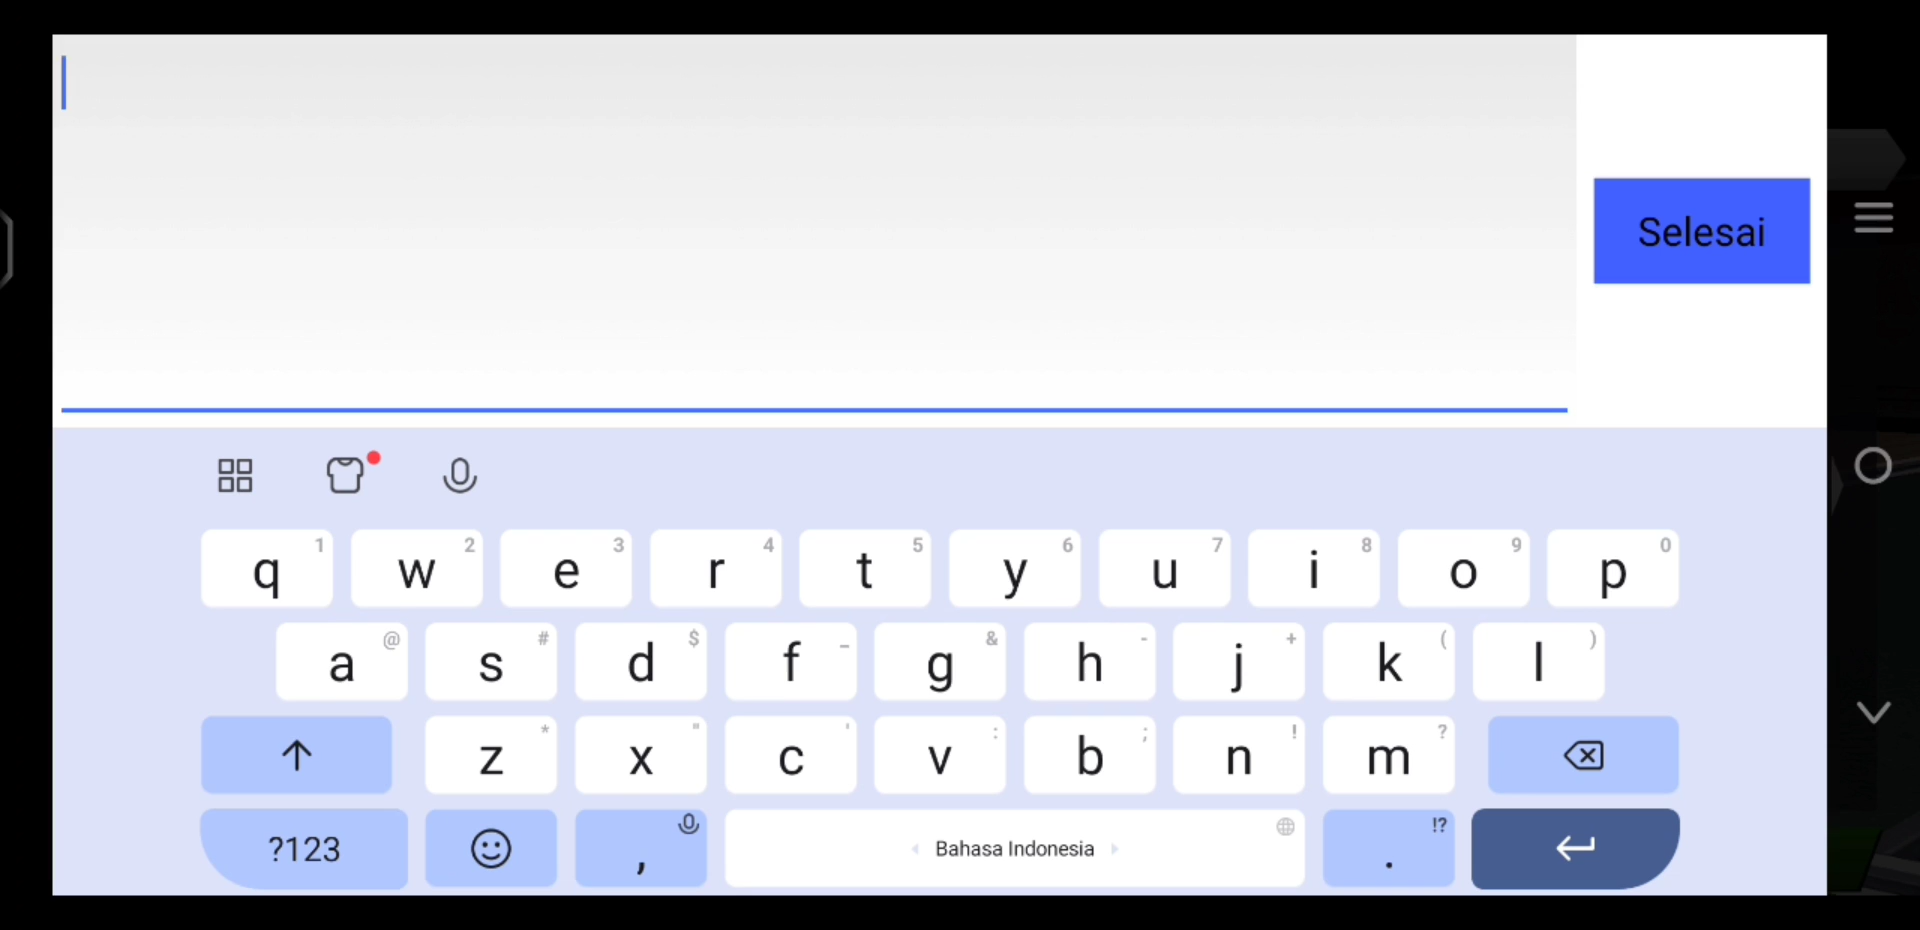 Selesai
q 1 w 2 e 3 r 4 t 5 y 6 u 7 i 8 o 9 p 0
a @ s # d $ f _ g & h - j + k ( l )
z * x " c ' v : b ; n ! m ?
?123 , Bahasa Indonesia . !?